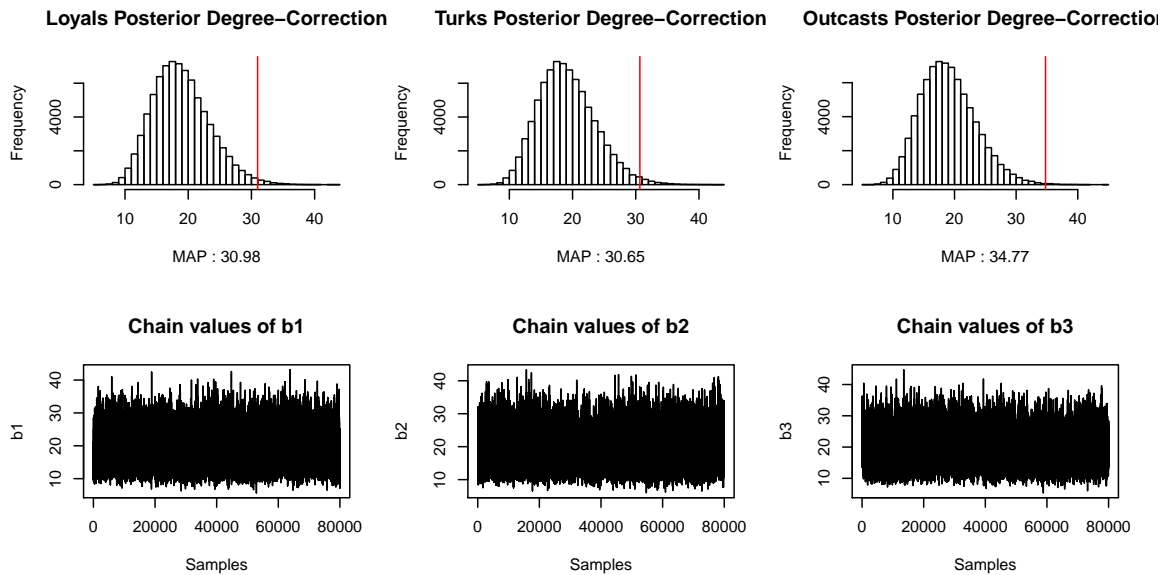 Loyals Posterior Degree−Correction
Turks Posterior Degree−Correction
Outcasts Posterior Degree−Correction
Frequency
0 4000
10 20 30 40
MAP : 30.98
Frequency
0 4000
10 20 30 40
MAP : 30.65
Frequency
0 4000
10 20 30 40
MAP : 34.77
Chain values of b1
b1
10 20 30 40
0 20000 40000 60000 80000
Samples
Chain values of b2
b2
10 20 30 40
0 20000 40000 60000 80000
Samples
Chain values of b3
b3
10 20 30 40
0 20000 40000 60000 80000
Samples